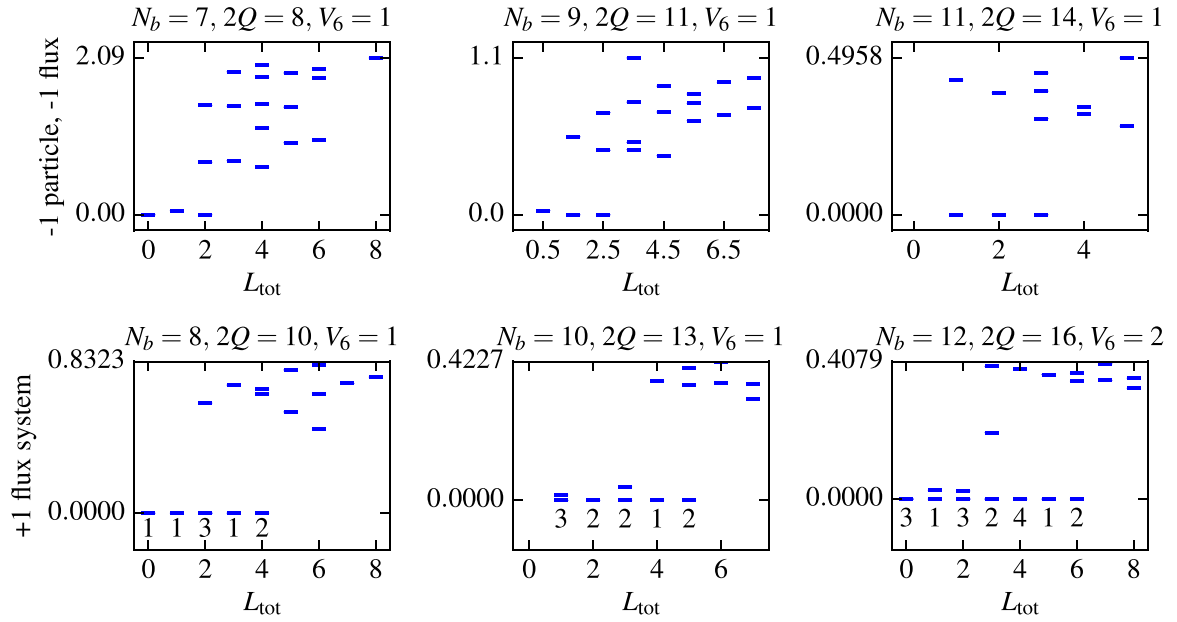 N_b = 7, 2Q = 8, V_6 = 1
N_b = 9, 2Q = 11, V_6 = 1
N_b = 11, 2Q = 14, V_6 = 1
-1 particle, -1 flux
2.09
0.00
0 2 4 6 8
L_tot
1.1
0.0
0.5 2.5 4.5 6.5
L_tot
0.4958
0.0000
0 2 4
L_tot
N_b = 8, 2Q = 10, V_6 = 1
N_b = 10, 2Q = 13, V_6 = 1
N_b = 12, 2Q = 16, V_6 = 2
+1 flux system
0.8323
0.0000
1 1 3 1 2
0 2 4 6 8
L_tot
0.4227
0.0000
3 2 2 1 2
0 2 4 6
L_tot
0.4079
0.0000
3 1 3 2 4 1 2
0 2 4 6 8
L_tot